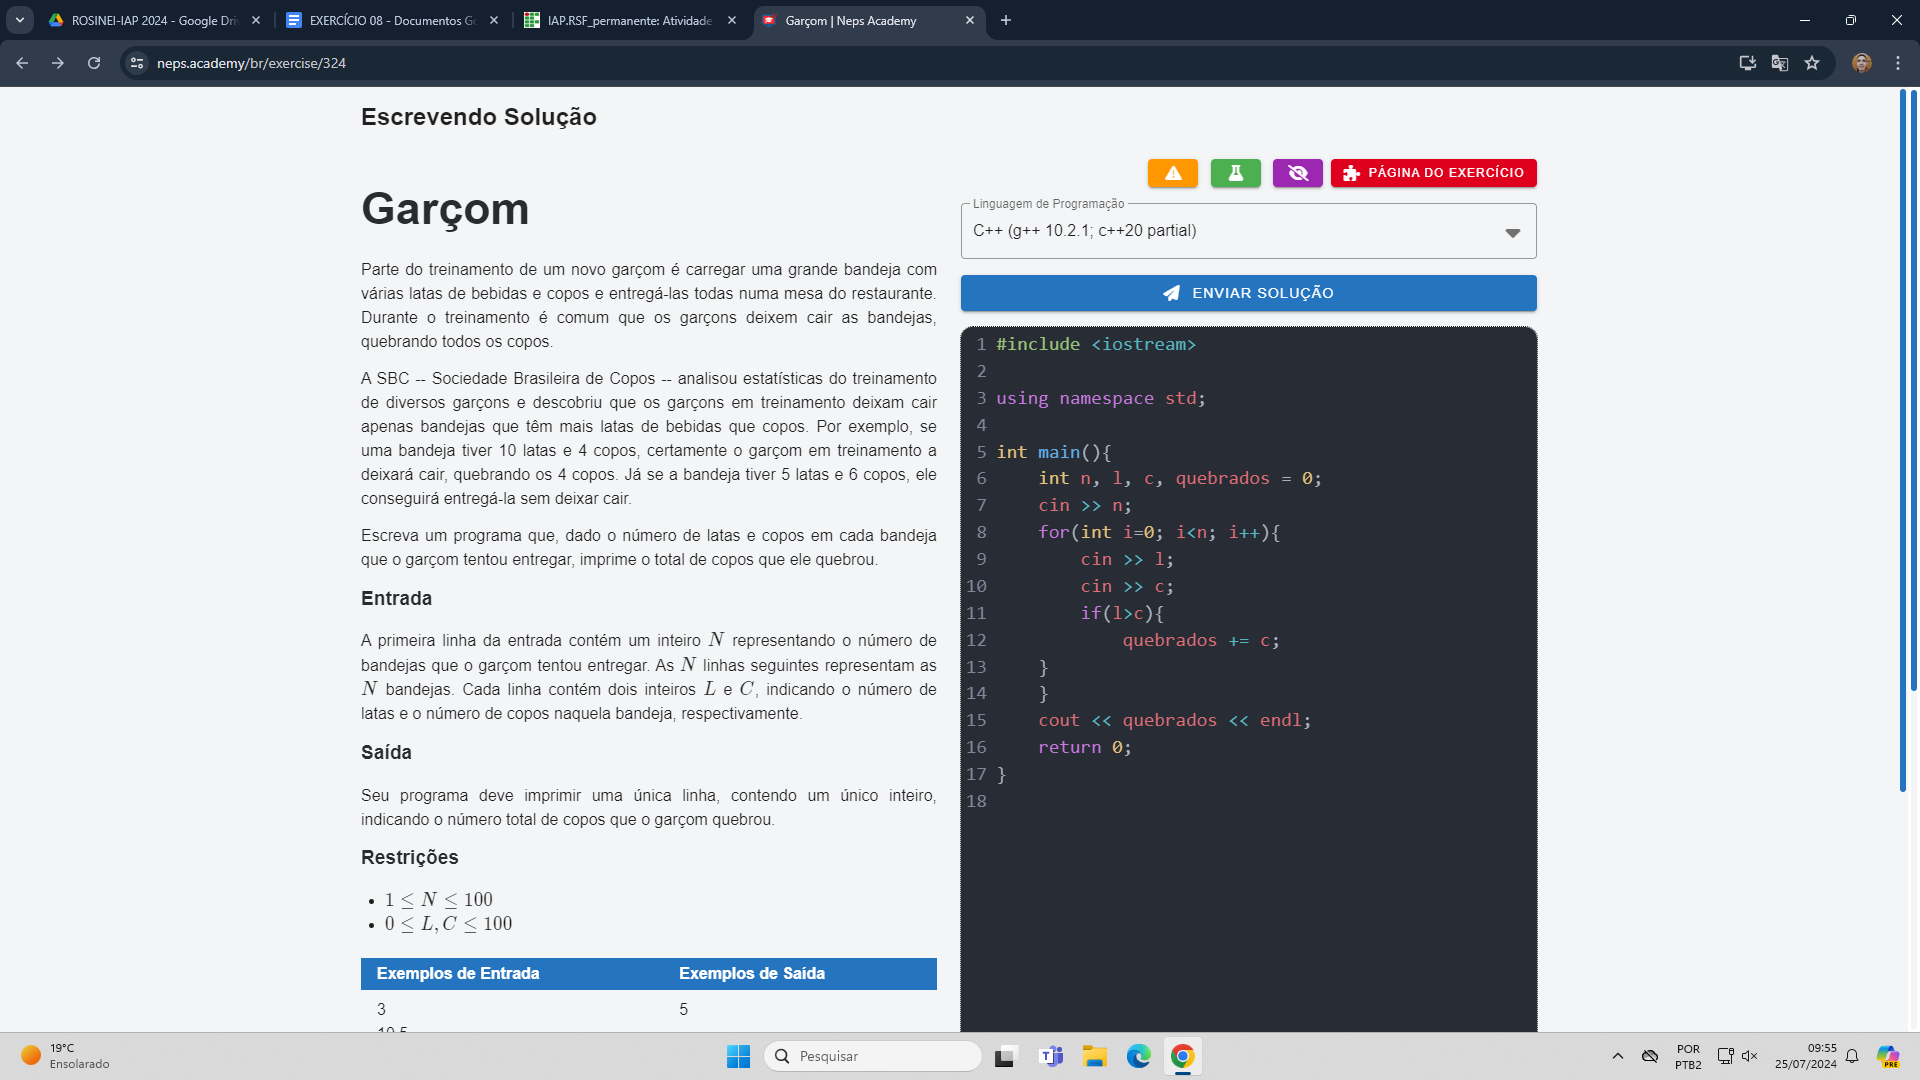 ROSINEI-IAP 2024 - Google Dri
EXERCÍCIO 08 - Documentos G
IAP.RSF_permanente: Atividade
Garçom | Neps Academy
neps.academy/br/exercise/324
Escrevendo Solução
PÁGINA DO EXERCÍCIO
Garçom
Linguagem de Programação
C++ (g++ 10.2.1; c++20 partial)
ENVIAR SOLUÇÃO
Parte do treinamento de um novo garçom é carregar uma grande bandeja com
várias latas de bebidas e copos e entregá-las todas numa mesa do restaurante.
Durante o treinamento é comum que os garçons deixem cair as bandejas,
quebrando todos os copos.
A SBC -- Sociedade Brasileira de Copos -- analisou estatísticas do treinamento
de diversos garçons e descobriu que os garçons em treinamento deixam cair
apenas bandejas que têm mais latas de bebidas que copos. Por exemplo, se
uma bandeja tiver 10 latas e 4 copos, certamente o garçom em treinamento a
deixará cair, quebrando os 4 copos. Já se a bandeja tiver 5 latas e 6 copos, ele
conseguirá entregá-la sem deixar cair.
Escreva um programa que, dado o número de latas e copos em cada bandeja
que o garçom tentou entregar, imprime o total de copos que ele quebrou.
Entrada
A primeira linha da entrada contém um inteiro N representando o número de
bandejas que o garçom tentou entregar. As N linhas seguintes representam as
N bandejas. Cada linha contém dois inteiros L e C, indicando o número de
latas e o número de copos naquela bandeja, respectivamente.
Saída
Seu programa deve imprimir uma única linha, contendo um único inteiro,
indicando o número total de copos que o garçom quebrou.
Restrições
• 1 ≤ N ≤ 100
• 0 ≤ L, C ≤ 100
Exemplos de Entrada
Exemplos de Saída
3
5
10 5
1 #include <iostream>
2
3 using namespace std;
4
5 int main(){
6     int n, l, c, quebrados = 0;
7     cin >> n;
8     for(int i=0; i<n; i++){
9         cin >> l;
10         cin >> c;
11         if(l>c){
12             quebrados += c;
13     }
14     }
15     cout << quebrados << endl;
16     return 0;
17 }
18
19°C
Ensolarado
Pesquisar
POR
PTB2
09:55
25/07/2024
PRE